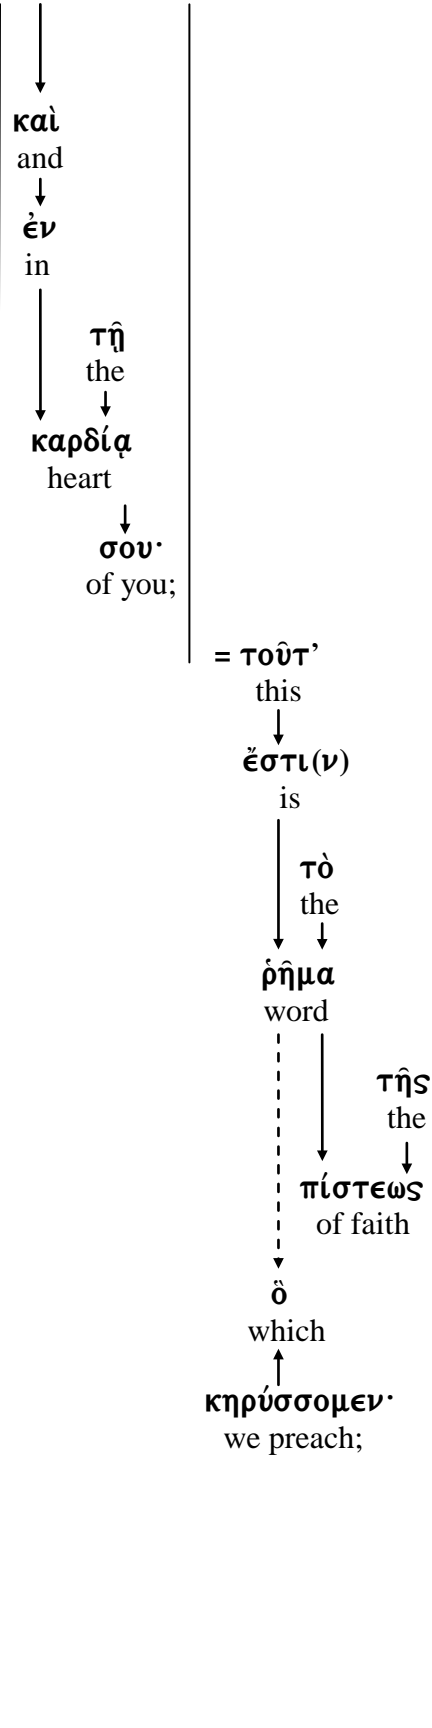 καὶ
and
ἐν
in
τῇ
the
καρδίᾳ
heart
σου·
of you;
= τοῦτ’
this
ἔστι(ν)
is
τὸ
the
ῥῆμα
word
τῆς
the
πίστεως
of faith
ὃ
which
κηρύσσομεν·
we preach;